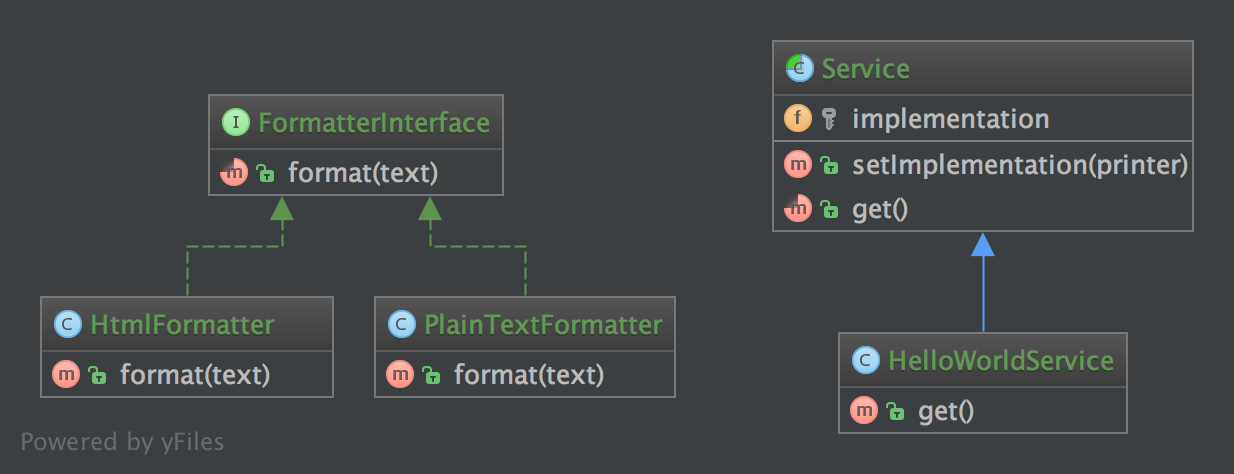 I FormatterInterface
m format(text)
C HtmlFormatter
m format(text)
C PlainTextFormatter
m format(text)
C Service
f implementation
m setImplementation(printer)
m get()
C HelloWorldService
m get()
Powered by yFiles